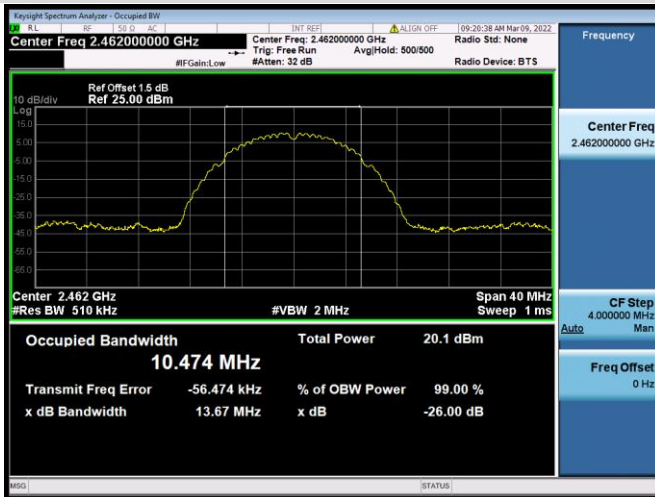 Keysight Spectrum Analyzer - Occupied BW
RL RF 50 Ω AC INT REF ALIGN OFF 09:20:38 AM Mar 09, 2022
Center Freq 2.462000000 GHz
Center Freq: 2.462000000 GHz
Radio Std: None
Trig: Free Run Avg|Hold: 500/500
#IFGain:Low #Atten: 32 dB Radio Device: BTS
Ref Offset 1.5 dB
10 dB/div Ref 25.00 dBm
Log
15.0
5.00
-5.00
-15.0
-25.0
-35.0
-45.0
-55.0
-65.0
Center 2.462 GHz Span 40 MHz
#Res BW 510 kHz #VBW 2 MHz Sweep 1 ms
Occupied Bandwidth Total Power 20.1 dBm
10.474 MHz
Transmit Freq Error -56.474 kHz % of OBW Power 99.00 %
x dB Bandwidth 13.67 MHz x dB -26.00 dB
MSG STATUS
Frequency
Center Freq
2.462000000 GHz
CF Step
4.000000 MHz
Auto Man
Freq Offset
0 Hz